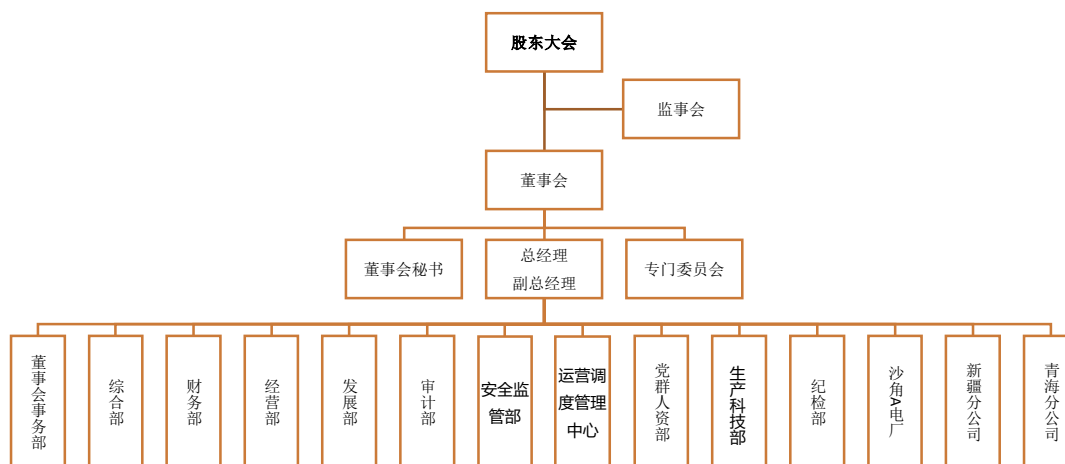 股东大会
监事会
董事会
董事会秘书
总经理
副总经理
专门委员会
董事会事务部
综合部
财务部
经营部
发展部
审计部
安全监
管部
运营调
度管理
中心
党群人资部
生产科技部
纪检部
沙角A电厂
新疆分公司
青海分公司